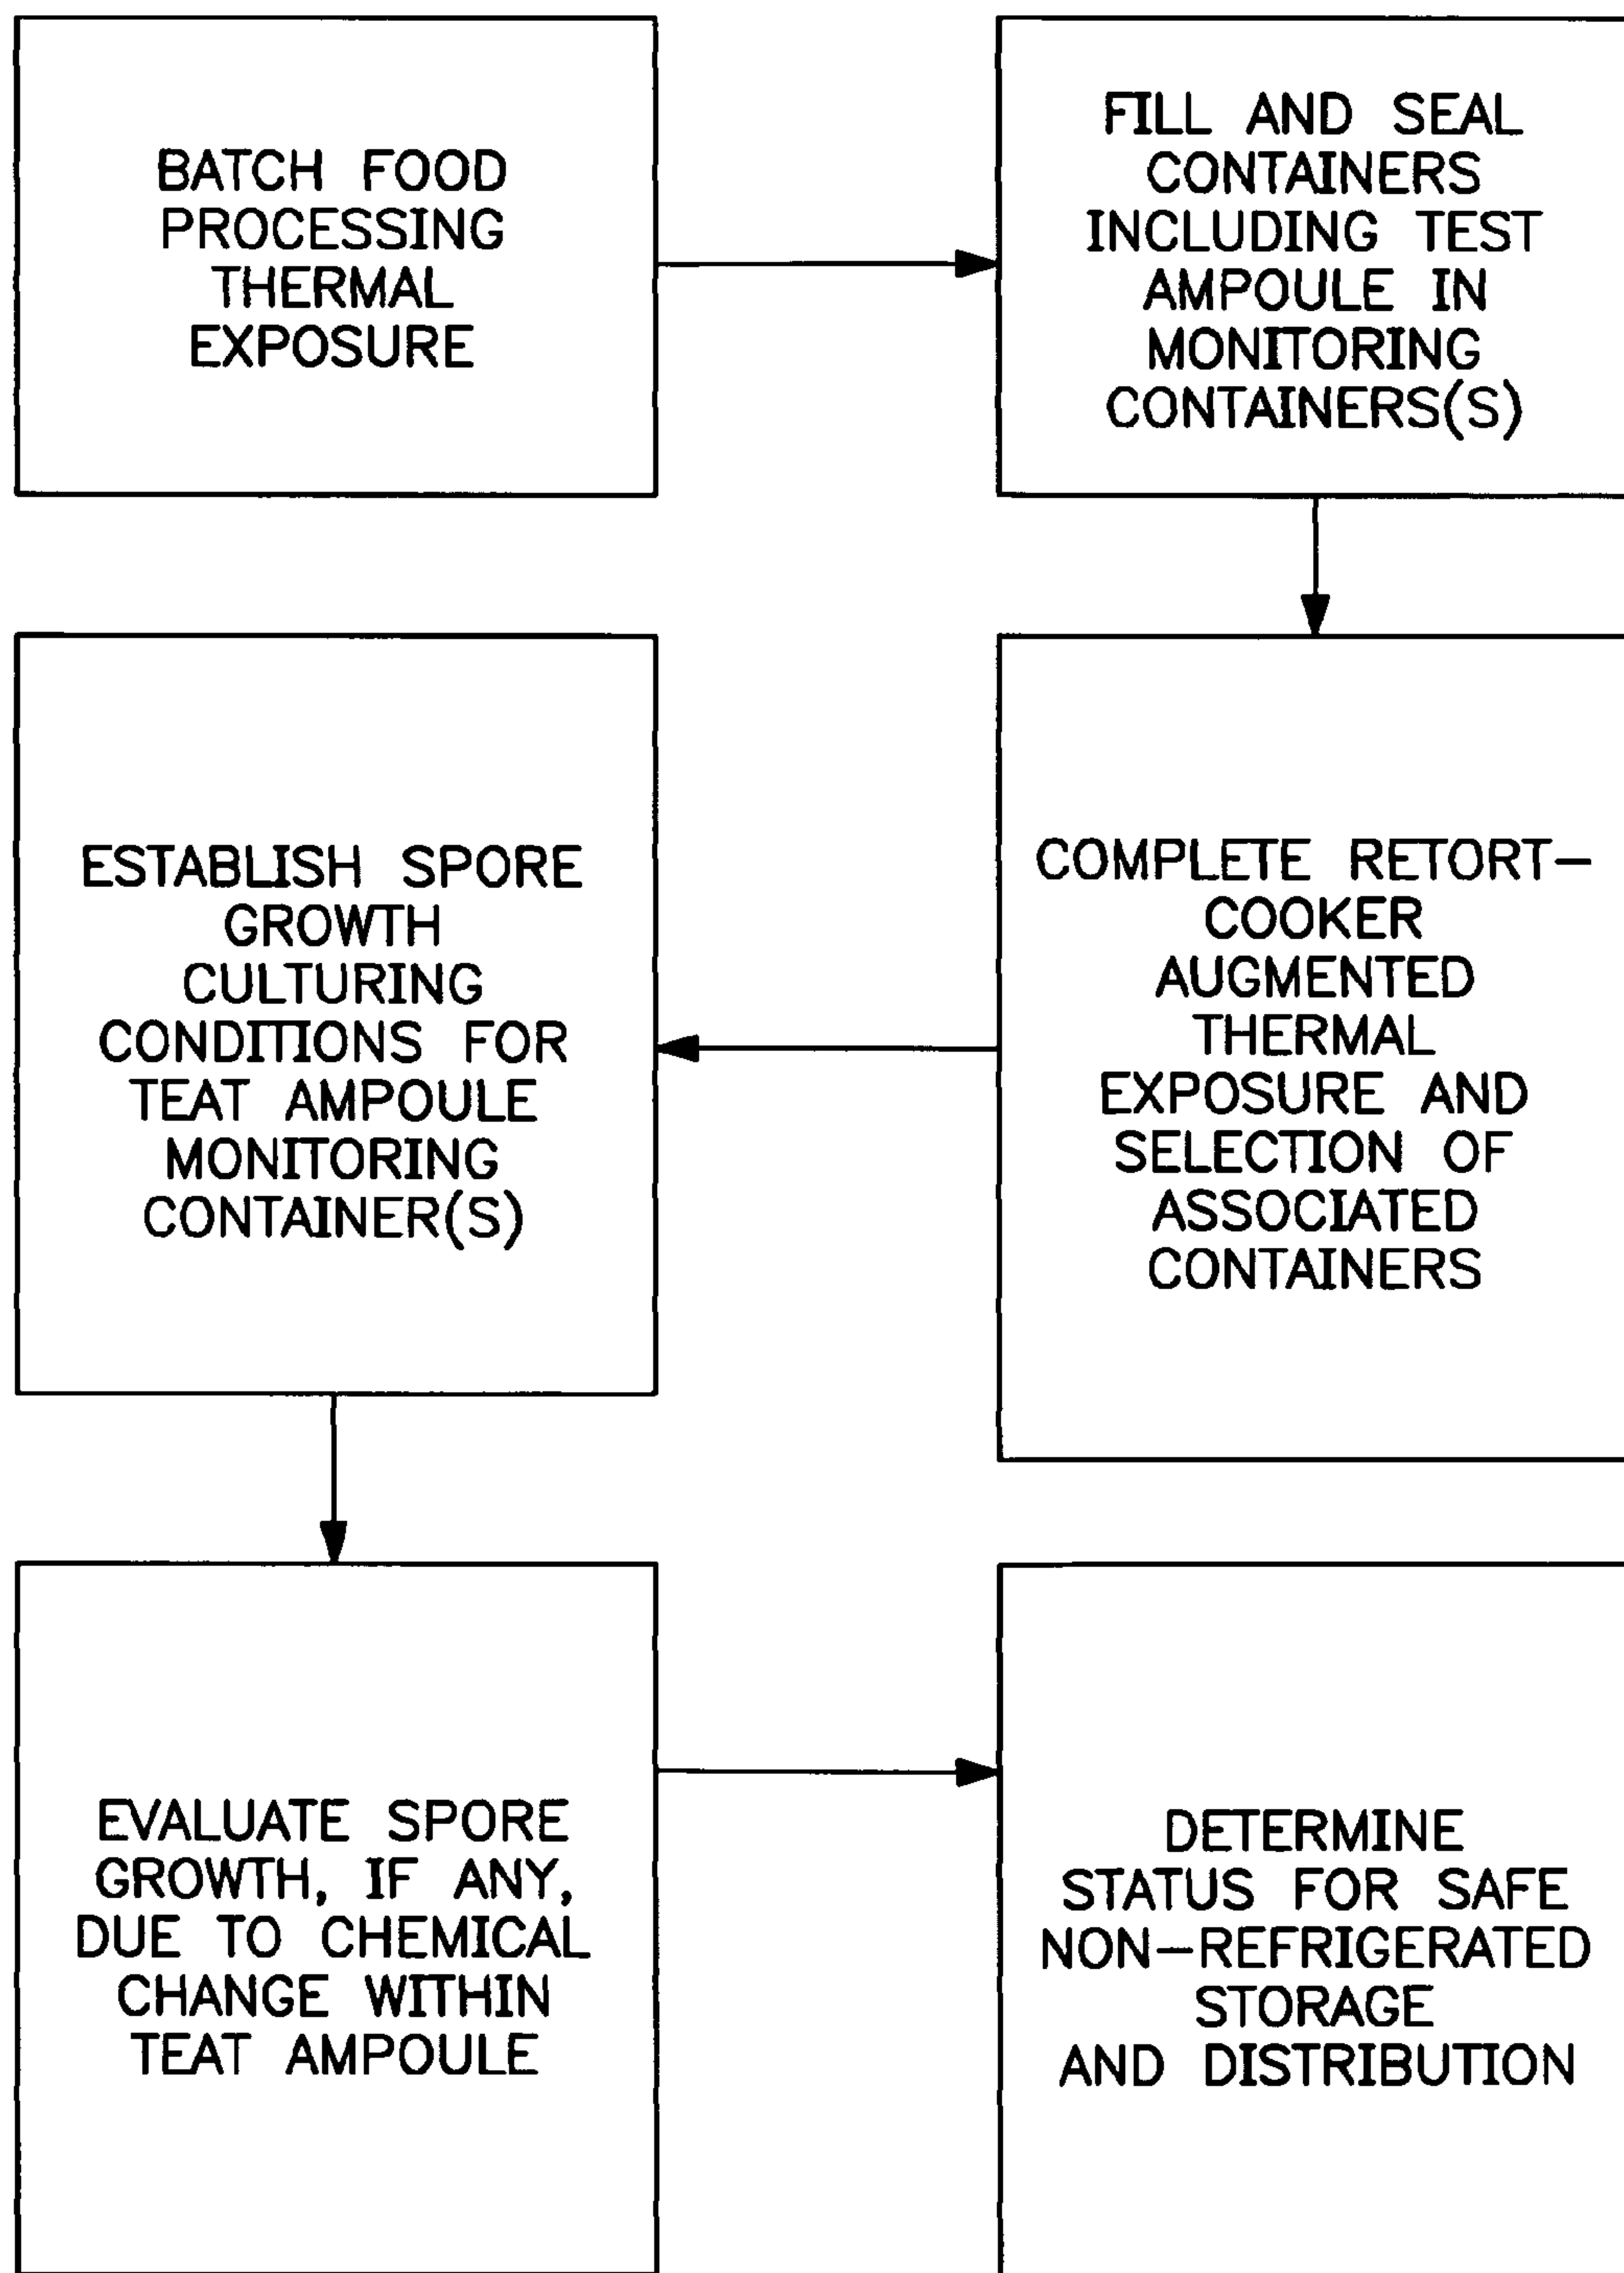 BATCH FOOD
PROCESSING
THERMAL
EXPOSURE
FILL AND SEAL
CONTAINERS
INCLUDING TEST
AMPOULE IN
MONITORING
CONTAINERS(S)
COMPLETE RETORT-
COOKER
AUGMENTED
THERMAL
EXPOSURE AND
SELECTION OF
ASSOCIATED
CONTAINERS
ESTABLISH SPORE
GROWTH
CULTURING
CONDITIONS FOR
TEAT AMPOULE
MONITORING
CONTAINER(S)
EVALUATE SPORE
GROWTH, IF ANY,
DUE TO CHEMICAL
CHANGE WITHIN
TEAT AMPOULE
DETERMINE
STATUS FOR SAFE
NON-REFRIGERATED
STORAGE
AND DISTRIBUTION